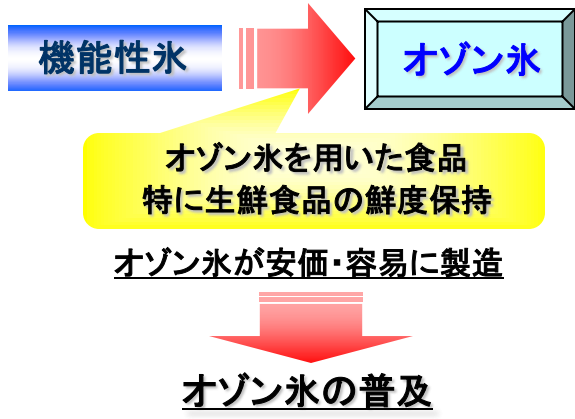 機能性氷
オゾン氷
オゾン氷を用いた食品
特に生鮮食品の鮮度保持
オゾン氷が安価・容易に製造
オゾン氷の普及